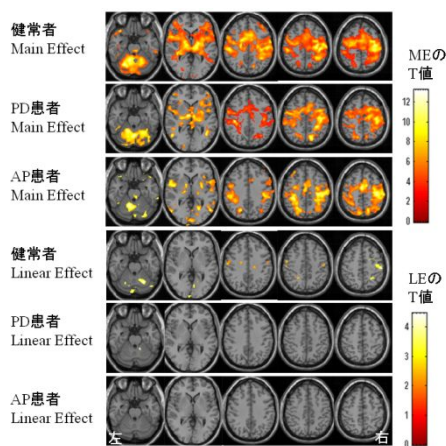 健常者
Main Effect
PD患者
Main Effect
AP患者
Main Effect
健常者
Linear Effect
PD患者
Linear Effect
AP患者
Linear Effect
左
右
MEの
T値
12
10
8
6
4
2
0
LEの
T値
4
3
2
1
0